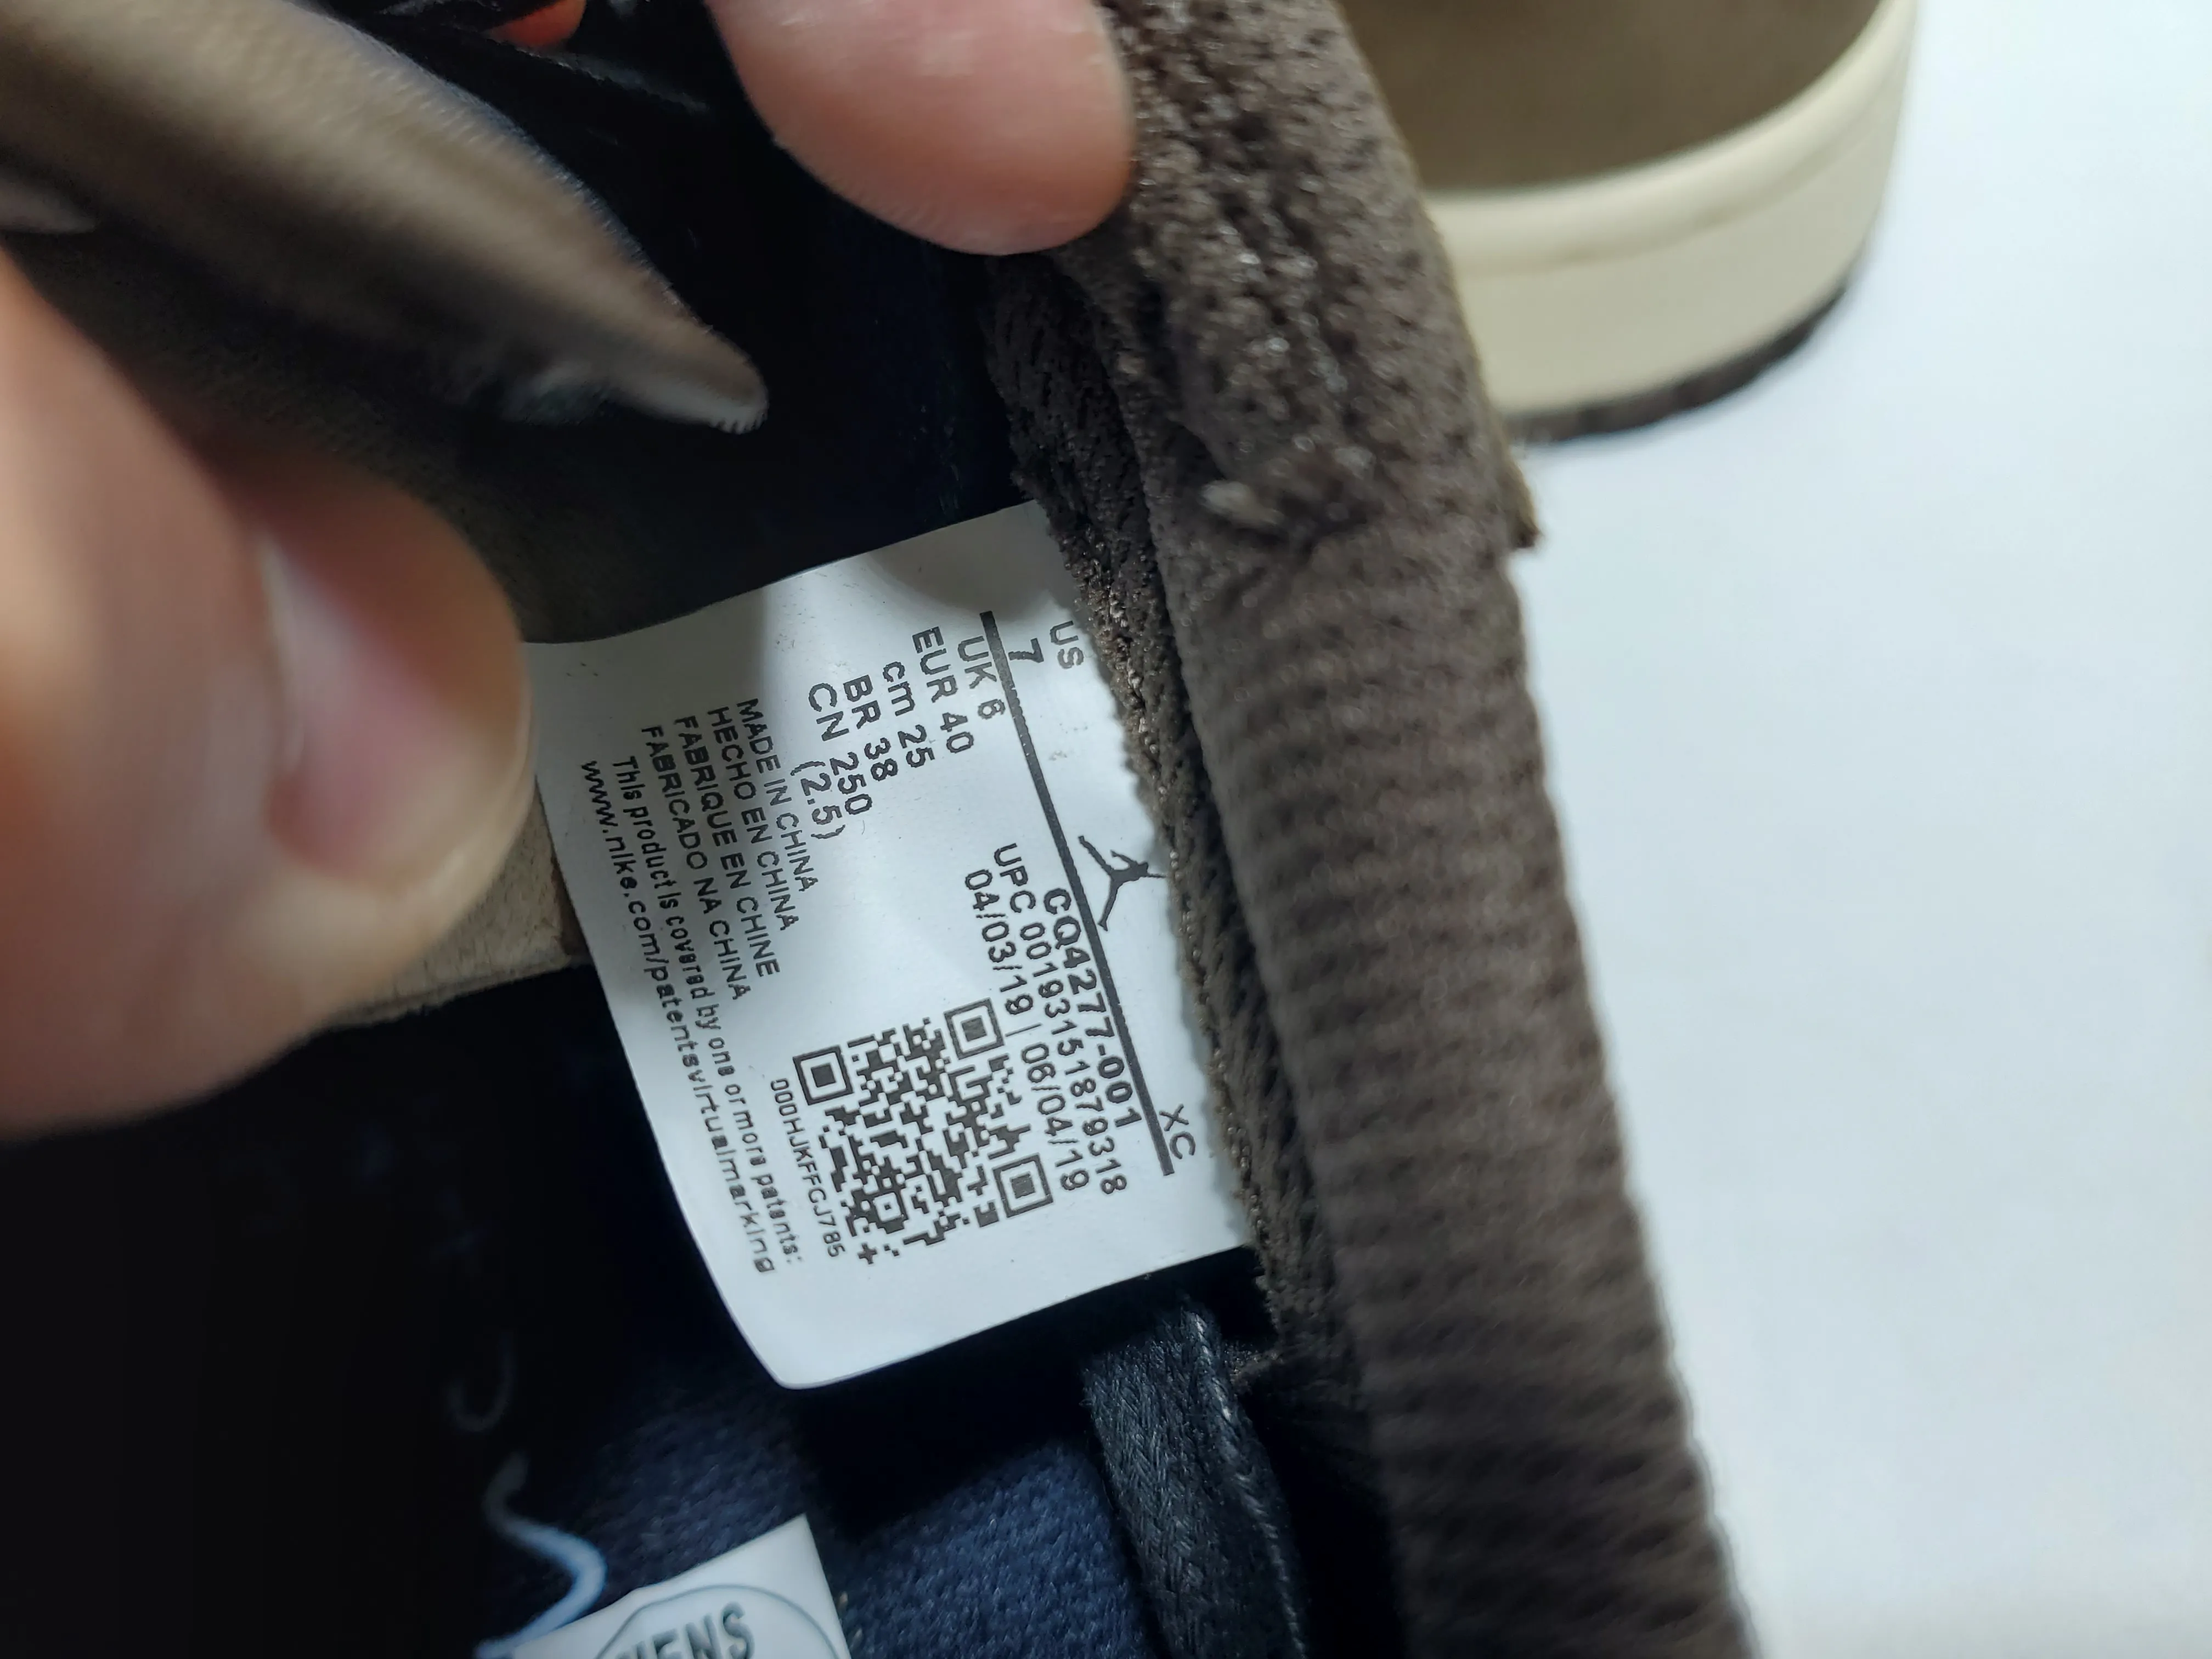 US
7
XC
UK 6
EUR 40
cm 25
BR 38
CN 250
(2.5)
CQ4277-001
UPC 00193151879318
04/03/19 | 06/04/19
MADE IN CHINA
HECHO EN CHINA
FABRIQUE EN CHINE
FABRICADO NA CHINA
000HJKFFCJ785
This product is covered by one or more patents:
www.nike.com/patentsvirtualmarking